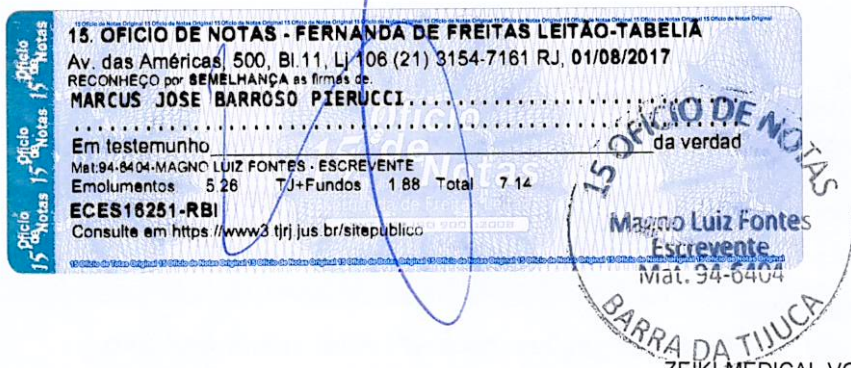 15 Oficio de Notas
15. OFICIO DE NOTAS - FERNANDA DE FREITAS LEITÃO-TABELIÃ
Av. das Américas, 500, Bl.11, Lj 106 (21) 3154-7161 RJ, 01/08/2017
RECONHEÇO por SEMELHANÇA as firmas de.
MARCUS JOSE BARROSO PIERUCCI
Em testemunho da verdad
Mat:94-6404-MAGNO LUIZ FONTES - ESCREVENTE
Emolumentos 5.26 TJ+Fundos 1.88 Total 7.14
ECES16251-RBI
Consulte em https://www3.tjrj.jus.br/sitepublico
15 OFICIO DE NOTAS
Magno Luiz Fontes
Escrevente
Mat. 94-6404
BARRA DA TIJUCA
ZEIKI MEDICAL